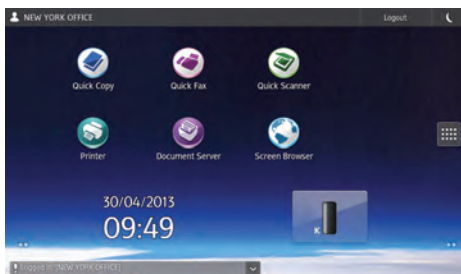 NEW YORK OFFICE Logout
Quick Copy Quick Fax Quick Scanner
Printer Document Server Screen Browser
30/04/2013
09:49
K
Logged in: [NEW YORK OFFICE]